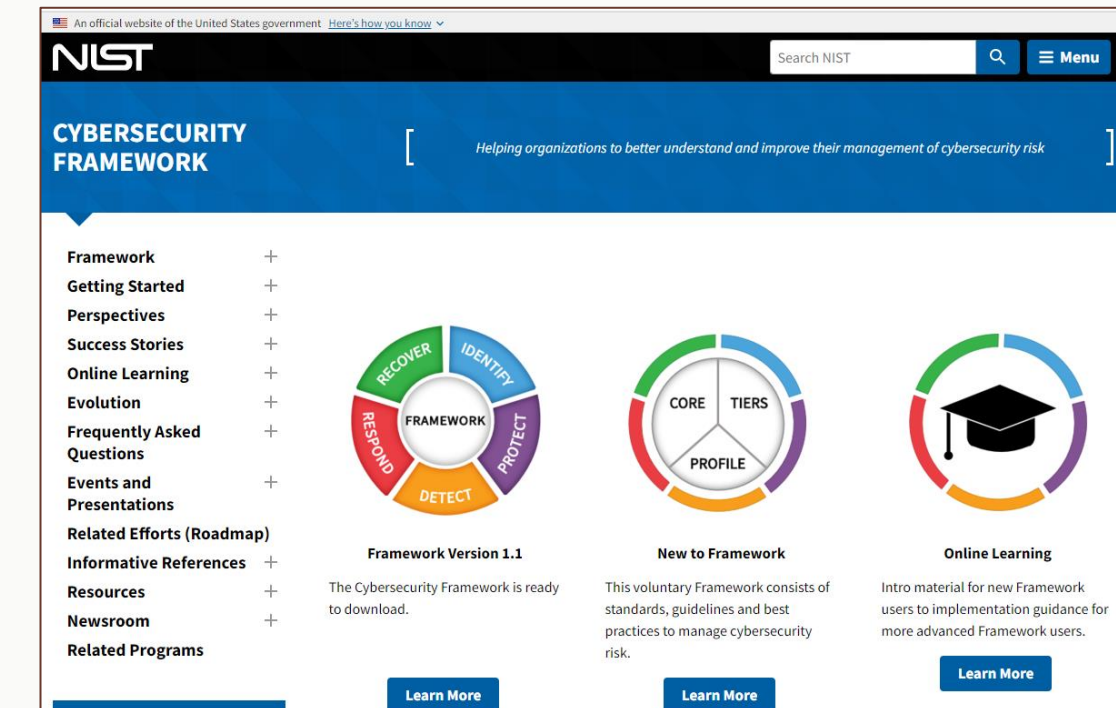 An official website of the United States government Here's how you know
NIST
Search NIST
Menu
CYBERSECURITY
FRAMEWORK
Helping organizations to better understand and improve their management of cybersecurity risk
Framework
Getting Started
Perspectives
Success Stories
Online Learning
Evolution
Frequently Asked
Questions
Events and
Presentations
Related Efforts (Roadmap)
Informative References
Resources
Newsroom
Related Programs
RECOVER
IDENTIFY
PROTECT
DETECT
RESPOND
FRAMEWORK
Framework Version 1.1
The Cybersecurity Framework is ready
to download.
Learn More
CORE
TIERS
PROFILE
New to Framework
This voluntary Framework consists of
standards, guidelines and best
practices to manage cybersecurity
risk.
Learn More
Online Learning
Intro material for new Framework
users to implementation guidance for
more advanced Framework users.
Learn More